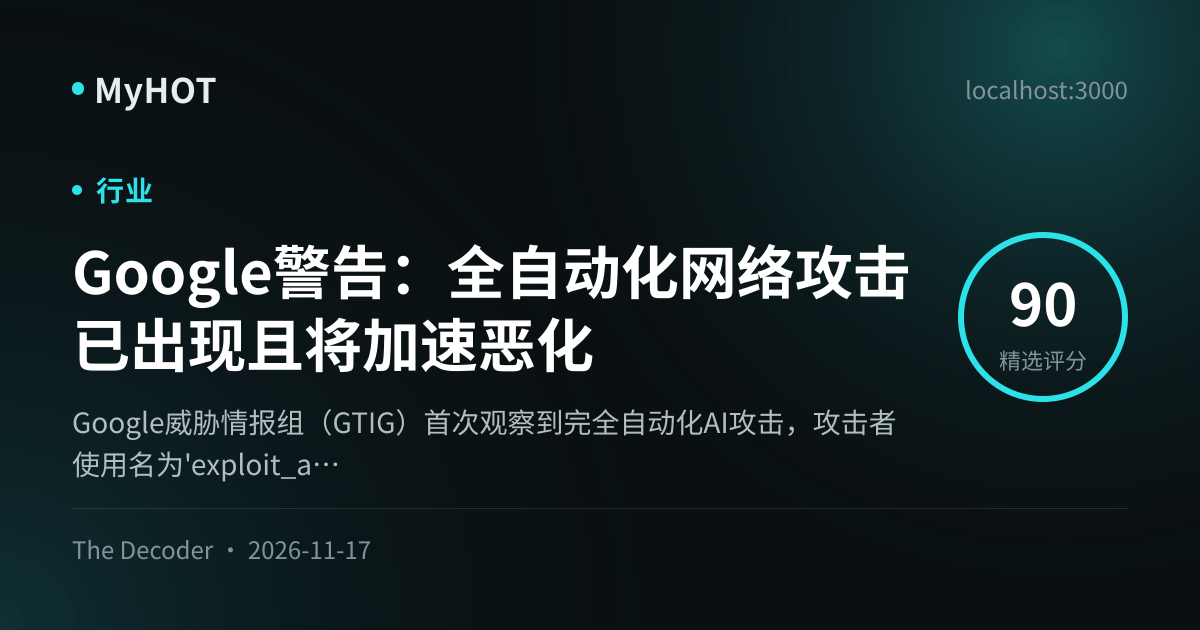 MyHOT
localhost:3000
行业
Google警告：全自动化网络攻击
已出现且将加速恶化
90
精选评分
Google威胁情报组（GTIG）首次观察到完全自动化AI攻击，攻击者
使用名为'exploit_a…
The Decoder • 2026-11-17